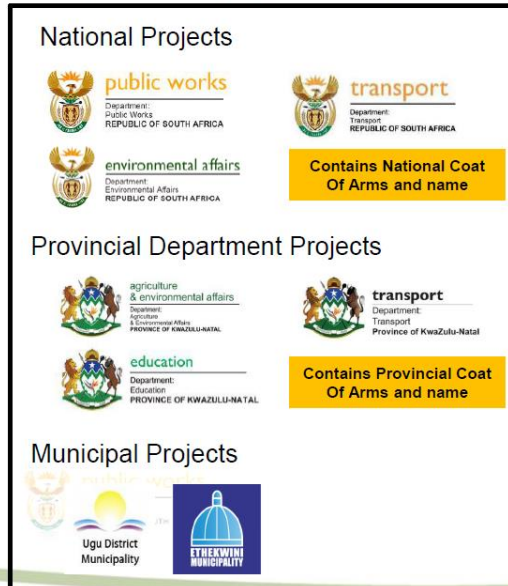 National Projects
public works
Department:
Public Works
REPUBLIC OF SOUTH AFRICA
transport
Department:
Transport
REPUBLIC OF SOUTH AFRICA
environmental affairs
Department:
Environmental Affairs
REPUBLIC OF SOUTH AFRICA
Contains National Coat
Of Arms and name
Provincial Department Projects
agriculture
& environmental affairs
Department:
Agriculture
& Environmental Affairs
PROVINCE OF KWAZULU-NATAL
transport
Department:
Transport
Province of KwaZulu-Natal
education
Department:
Education
PROVINCE OF KWAZULU-NATAL
Contains Provincial Coat
Of Arms and name
Municipal Projects
public works
Ugu District
Municipality
ETHEKWINI
MUNICIPALITY